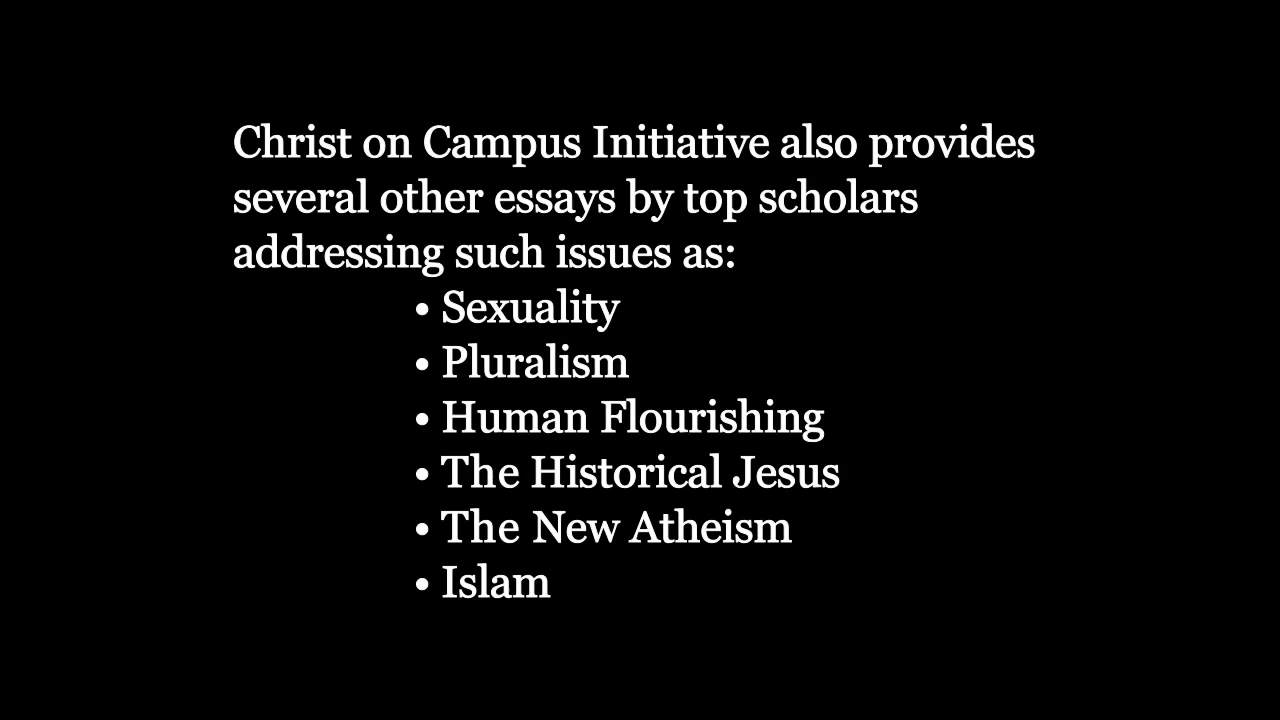 Christ on Campus Initiative also provides
several other essays by top scholars
addressing such issues as:
• Sexuality
• Pluralism
• Human Flourishing
• The Historical Jesus
• The New Atheism
• Islam